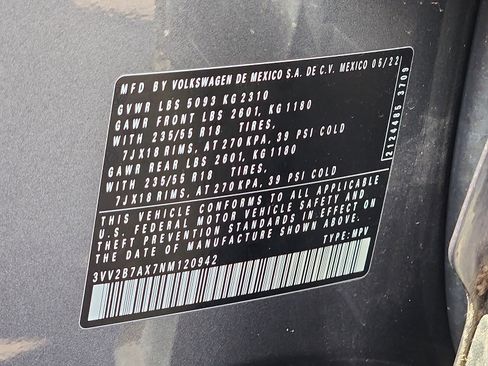 MFD BY VOLKSWAGEN DE MEXICO S.A. DE C.V. MEXICO 05/22
GVWR LBS 5093 KG 2310
GAWR FRONT LBS 2601, KG 1180
WITH 235/55 R18 TIRES,
7JX18 RIMS, AT 270 KPA, 39 PSI COLD
GAWR REAR LBS 2601, KG 1180
WITH 235/55 R18 TIRES,
7JX18 RIMS, AT 270 KPA, 39 PSI COLD
2124485 3709
THIS VEHICLE CONFORMS TO ALL APPLICABLE
U.S. FEDERAL MOTOR VEHICLE SAFETY AND
THEFT PREVENTION STANDARDS IN EFFECT ON
THE DATE OF MANUFACTURE SHOWN ABOVE.
TYPE: MPV
3VV2B7AX7NM120942